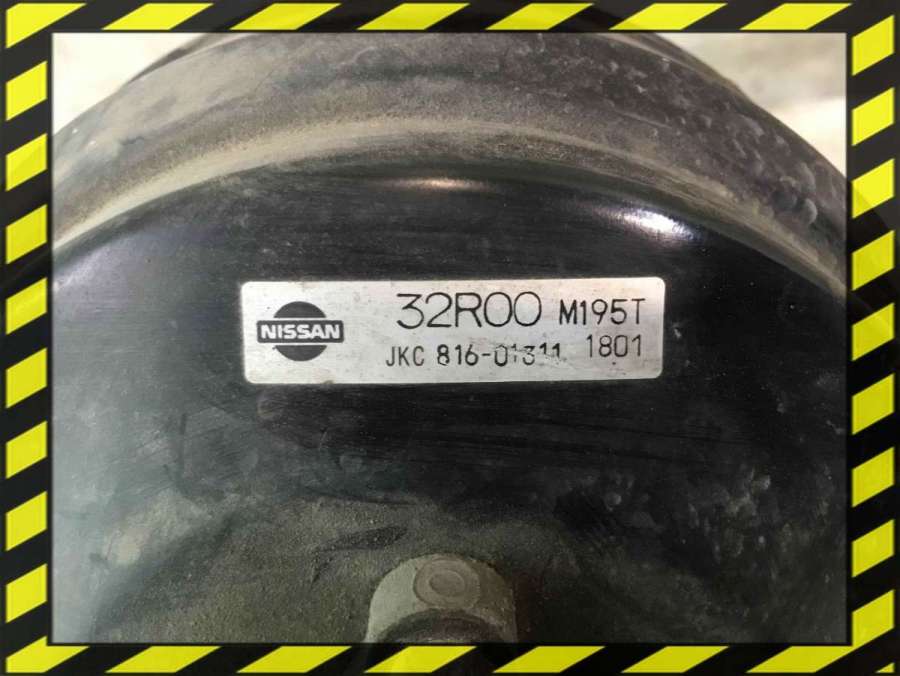 NISSAN
32R00 M195T
JKC 816-01311 1801